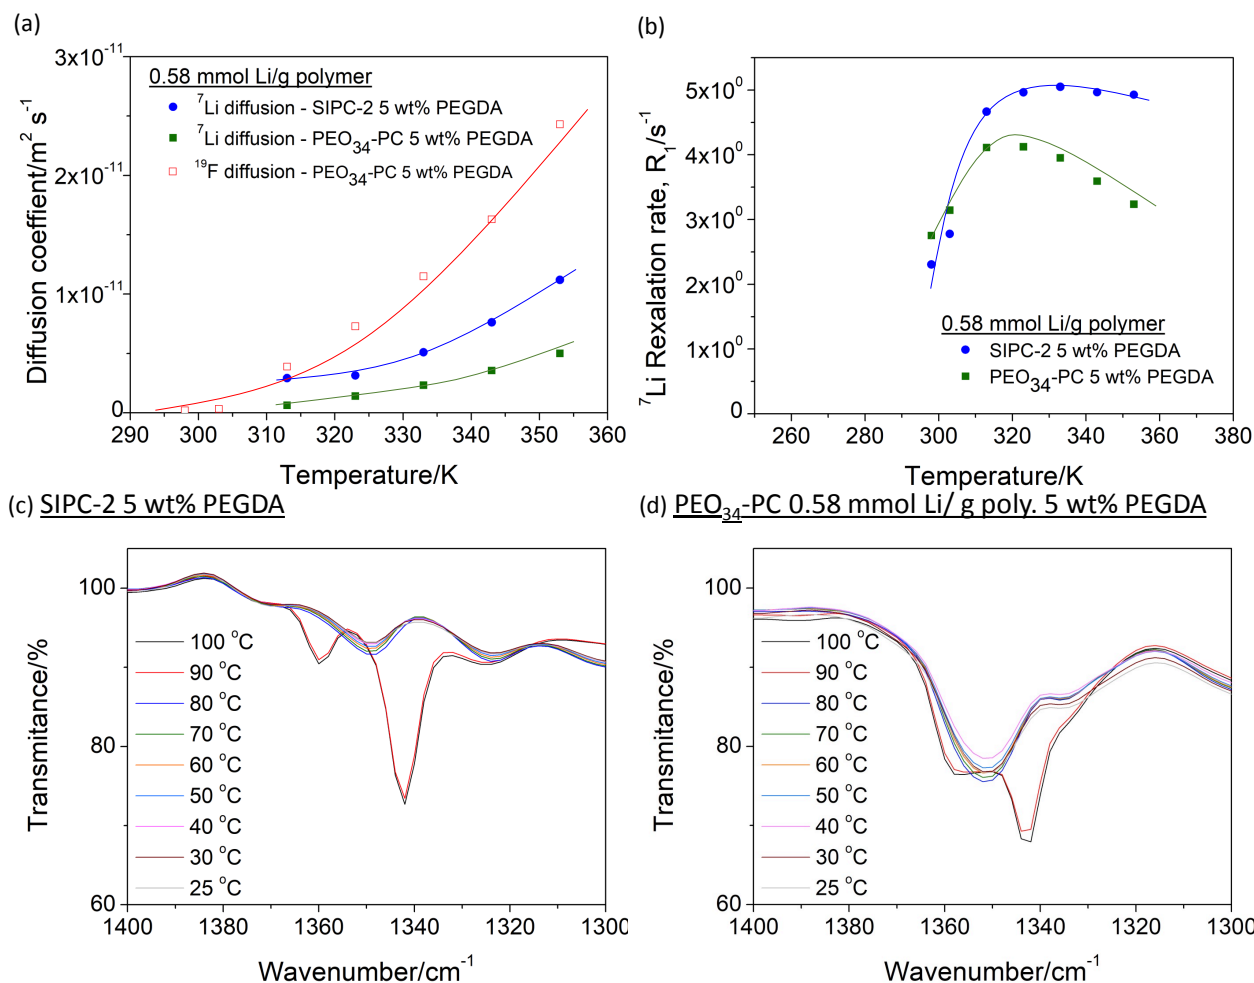 (a)
3x10⁻¹¹
2x10⁻¹¹
1x10⁻¹¹
0
Diffusion coeffient/m² s⁻¹
0.58 mmol Li/g polymer
⁷Li diffusion - SIPC-2 5 wt% PEGDA
⁷Li diffusion - PEO₃₄-PC 5 wt% PEGDA
¹⁹F diffusion - PEO₃₄-PC 5 wt% PEGDA
290 300 310 320 330 340 350 360
Temperature/K
(b)
5x10⁰
4x10⁰
3x10⁰
2x10⁰
1x10⁰
0
⁷Li Rexalation rate, R₁/s⁻¹
0.58 mmol Li/g polymer
SIPC-2 5 wt% PEGDA
PEO₃₄-PC 5 wt% PEGDA
260 280 300 320 340 360 380
Temperature/K
(c) SIPC-2 5 wt% PEGDA
100
80
60
Transmitance/%
100 °C
90 °C
80 °C
70 °C
60 °C
50 °C
40 °C
30 °C
25 °C
1400 1380 1360 1340 1320 1300
Wavenumber/cm⁻¹
(d) PEO₃₄-PC 0.58 mmol Li/ g poly. 5 wt% PEGDA
100
80
60
Transmitance/%
100 °C
90 °C
80 °C
70 °C
60 °C
50 °C
40 °C
30 °C
25 °C
1400 1380 1360 1340 1320 1300
Wavenumber/cm⁻¹